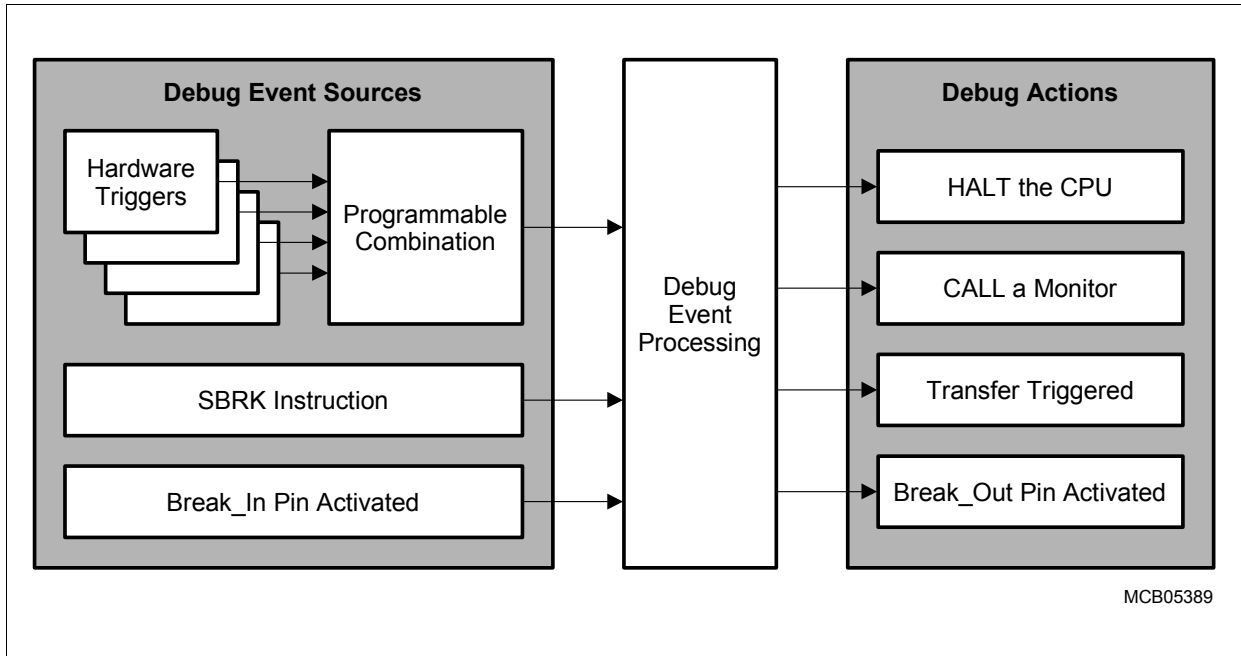 Debug Event Sources
Hardware
Triggers
Programmable
Combination
SBRK Instruction
Break_In Pin Activated
Debug
Event
Processing
Debug Actions
HALT the CPU
CALL a Monitor
Transfer Triggered
Break_Out Pin Activated
MCB05389